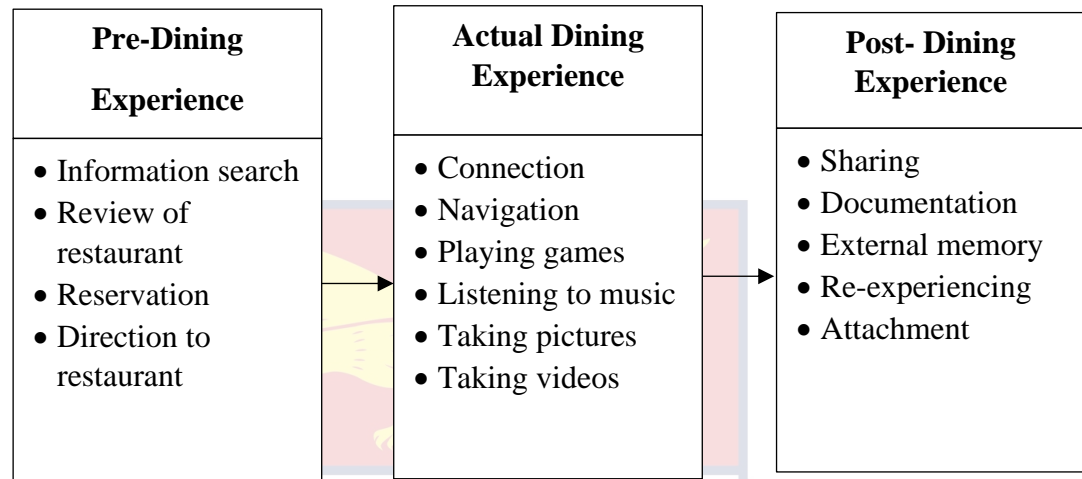 Pre-Dining
Experience
• Information search
• Review of
restaurant
• Reservation
• Direction to
restaurant
Actual Dining
Experience
• Connection
• Navigation
• Playing games
• Listening to music
• Taking pictures
• Taking videos
Post- Dining
Experience
• Sharing
• Documentation
• External memory
• Re-experiencing
• Attachment